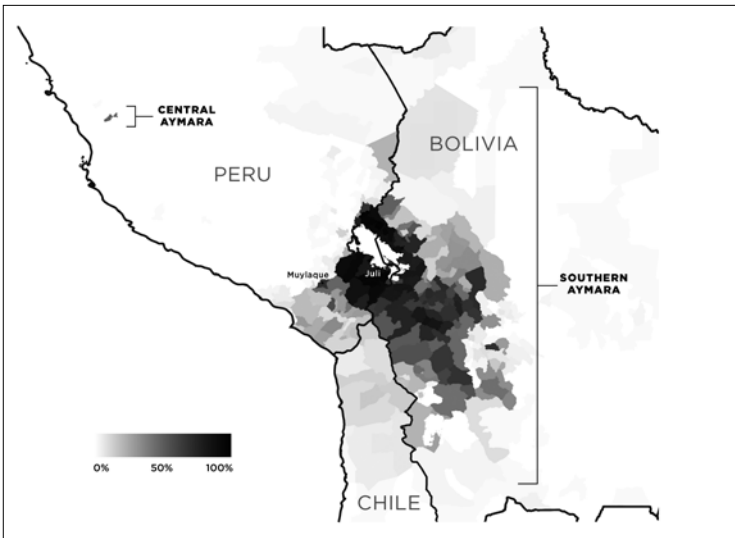 CENTRAL
AYMARA
BOLIVIA
PERU
Muylaque
Juli
SOUTHERN
AYMARA
0%
50%
100%
CHILE